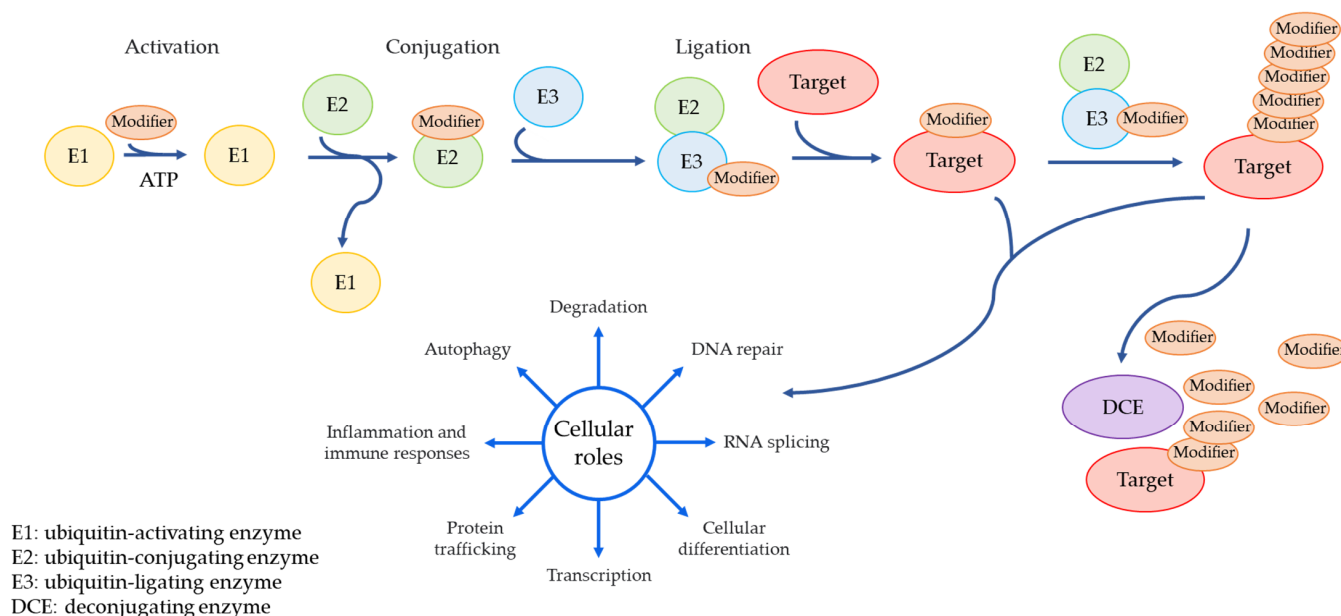 Activation
Conjugation
Ligation
Modifier
E1
ATP
E1
E2
E1
Modifier
E2
E3
E2
E3
Modifier
Target
Modifier
Target
E2
E3
Modifier
Modifier
Modifier
Modifier
Modifier
Modifier
Target
Modifier
Modifier
Modifier
Modifier
Modifier
Modifier
DCE
Target
Cellular
roles
Degradation
DNA repair
RNA splicing
Cellular
differentiation
Transcription
Protein
trafficking
Inflammation and
immune responses
Autophagy
E1: ubiquitin-activating enzyme
E2: ubiquitin-conjugating enzyme
E3: ubiquitin-ligating enzyme
DCE: deconjugating enzyme